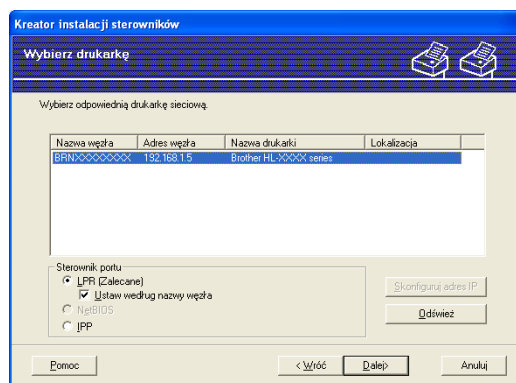 Kreator instalacji sterowników
Wybierz drukarkę
Wybierz odpowiednią drukarkę sieciową.
Nazwa węzła Adres węzła Nazwa drukarki Lokalizacja
BRNXXXXXXXX 192.168.1.5 Brother HL-XXXX series
Sterownik portu
LPR (Zalecane)
Ustaw według nazwy węzła
NetBIOS
IPP
Skonfiguruj adres IP
Odśwież
Pomoc
< Wróć
Dalej>
Anuluj